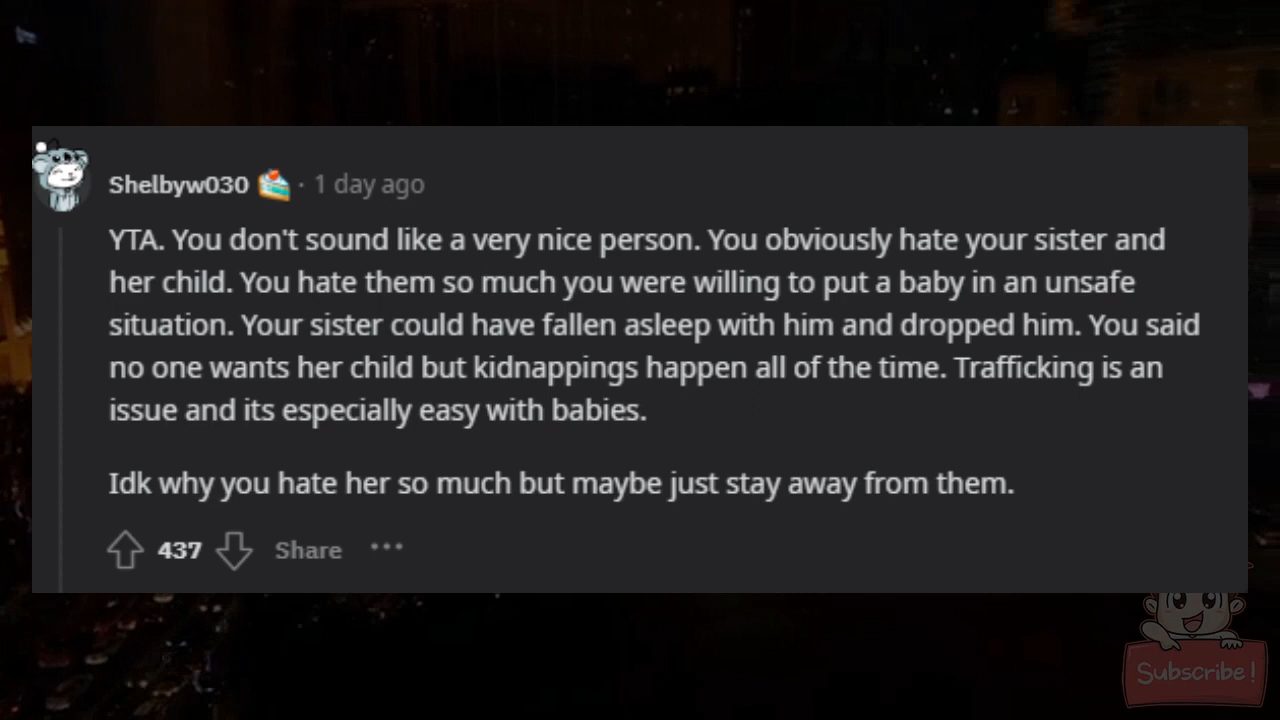 Shelbyw030 🍰 · 1 day ago
YTA. You don't sound like a very nice person. You obviously hate your sister and
her child. You hate them so much you were willing to put a baby in an unsafe
situation. Your sister could have fallen asleep with him and dropped him. You said
no one wants her child but kidnappings happen all of the time. Trafficking is an
issue and its especially easy with babies.
Idk why you hate her so much but maybe just stay away from them.
437 Share ···
Subscribe!